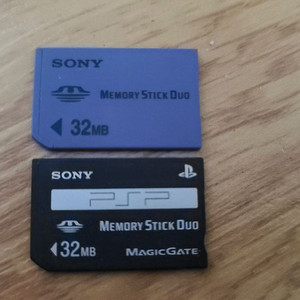 SONY
MEMORY STICK DUO
32MB
SONY
PSP
MEMORY STICK DUO
32MB MAGICGATE